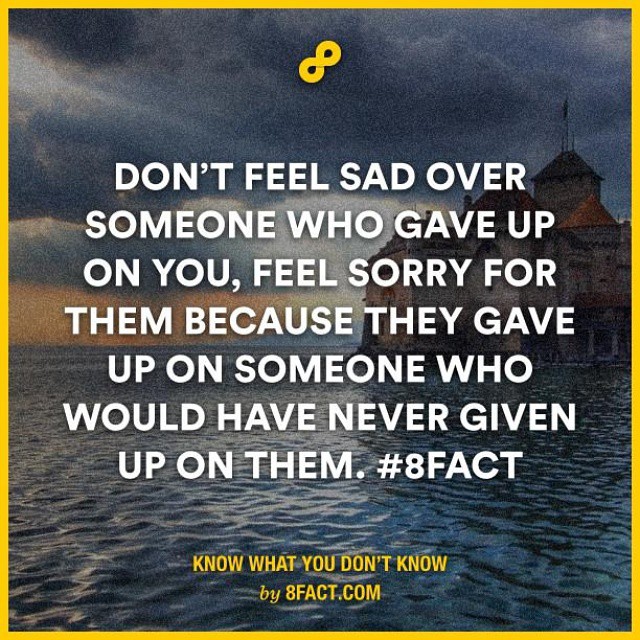 DON’T FEEL SAD OVER
SOMEONE WHO GAVE UP
ON YOU, FEEL SORRY FOR
THEM BECAUSE THEY GAVE
UP ON SOMEONE WHO
WOULD HAVE NEVER GIVEN
UP ON THEM. #8FACT
KNOW WHAT YOU DON’T KNOW
by 8FACT.COM